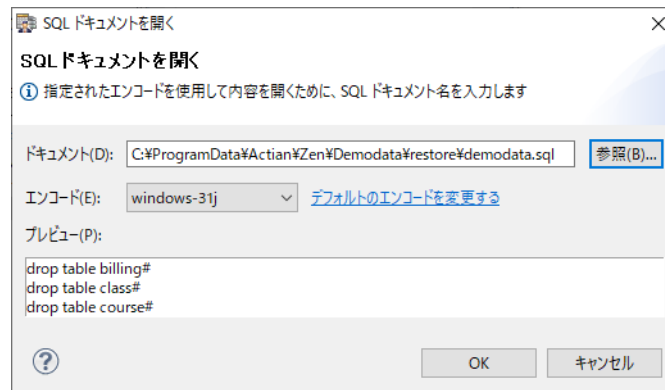 SQL ドキュメントを開く
SQLドキュメントを開く
指定されたエンコードを使用して内容を開くために、SQL ドキュメント名を入力します
ドキュメント(D): C:¥ProgramData¥Actian¥Zen¥Demodata¥restore¥demodata.sql 参照(B)...
エンコード(E): windows-31j デフォルトのエンコードを変更する
プレビュー(P):
drop table billing#
drop table class#
drop table course#
OK キャンセル